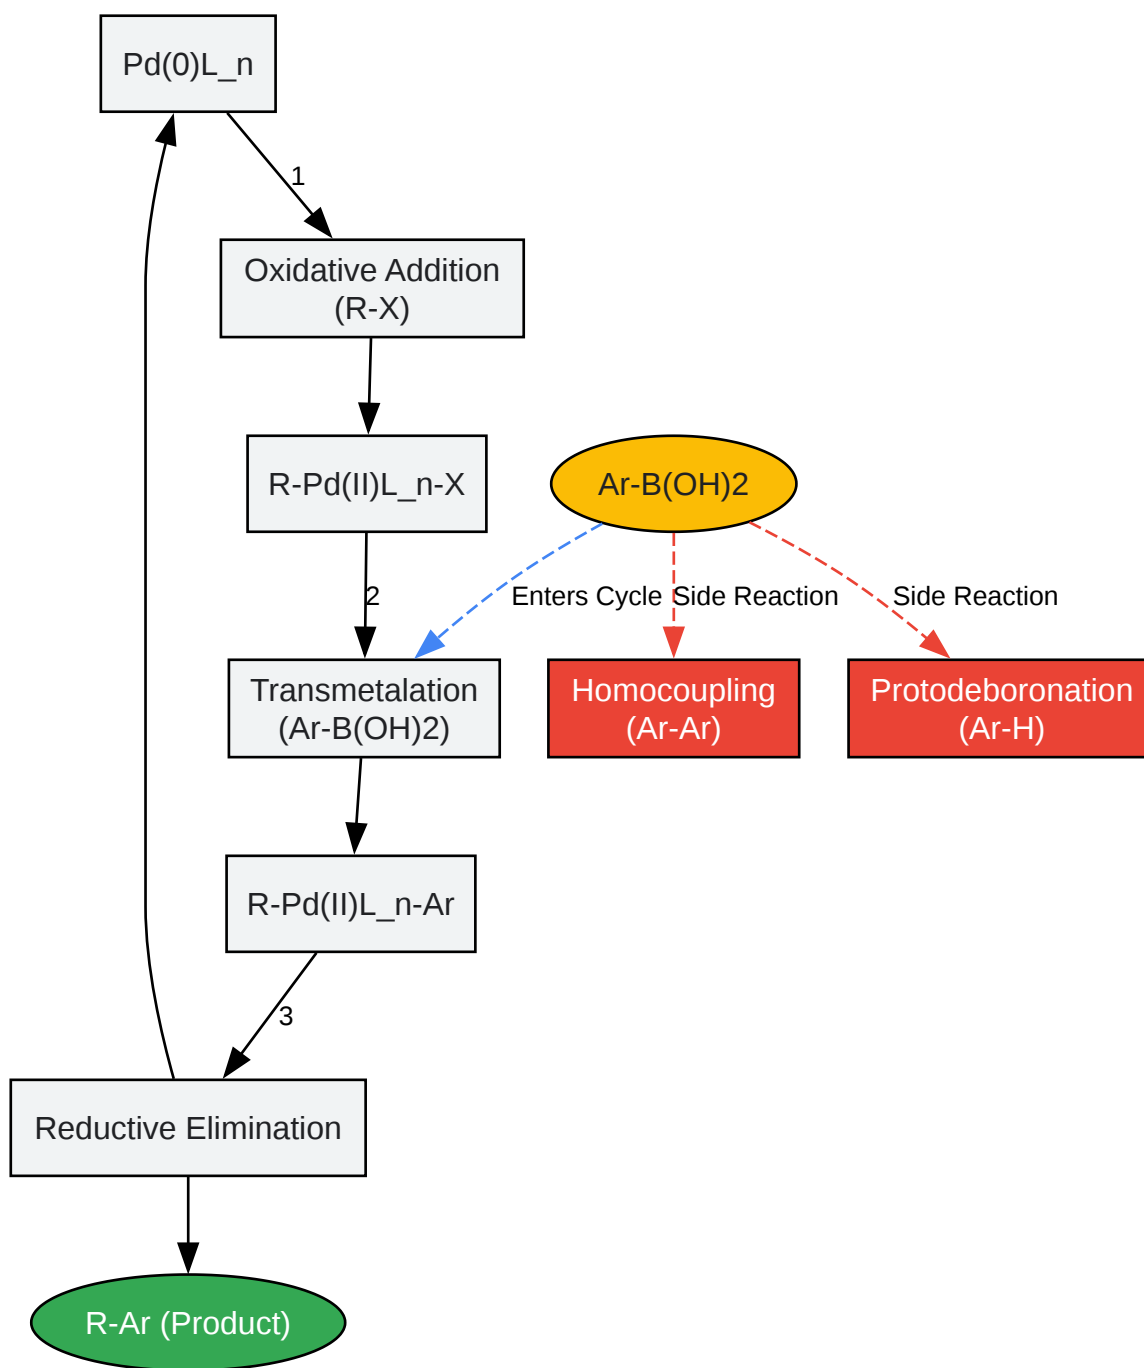 Pd(0)L_n
1
Oxidative Addition
(R-X)
R-Pd(II)L_n-X
Ar-B(OH)2
2
Enters Cycle
Side Reaction
Side Reaction
Transmetalation
(Ar-B(OH)2)
Homocoupling
(Ar-Ar)
Protodeboronation
(Ar-H)
R-Pd(II)L_n-Ar
3
Reductive Elimination
R-Ar (Product)